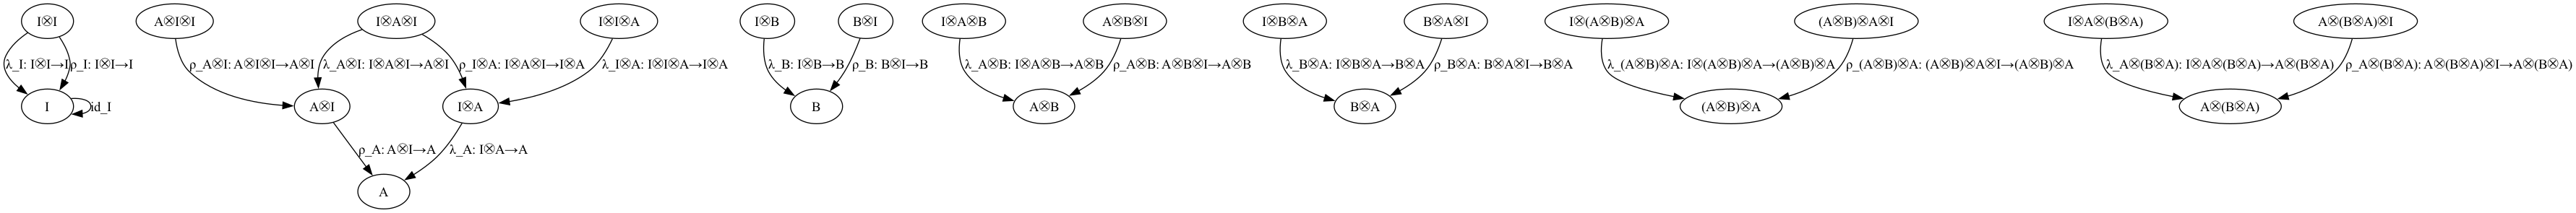 I⊗I
A⊗I⊗I
I⊗A⊗I
I⊗I⊗A
I⊗B
B⊗I
I⊗A⊗B
A⊗B⊗I
I⊗B⊗A
B⊗A⊗I
I⊗(A⊗B)⊗A
(A⊗B)⊗A⊗I
I⊗A⊗(B⊗A)
A⊗(B⊗A)⊗I
λ_I: I⊗I→I
ρ_I: I⊗I→I
ρ_A⊗I: A⊗I⊗I→A⊗I
λ_A⊗I: I⊗A⊗I→A⊗I
ρ_I⊗A: I⊗A⊗I→I⊗A
λ_I⊗A: I⊗I⊗A→I⊗A
λ_B: I⊗B→B
ρ_B: B⊗I→B
λ_A⊗B: I⊗A⊗B→A⊗B
ρ_A⊗B: A⊗B⊗I→A⊗B
λ_B⊗A: I⊗B⊗A→B⊗A
ρ_B⊗A: B⊗A⊗I→B⊗A
λ_(A⊗B)⊗A: I⊗(A⊗B)⊗A→(A⊗B)⊗A
ρ_(A⊗B)⊗A: (A⊗B)⊗A⊗I→(A⊗B)⊗A
λ_A⊗(B⊗A): I⊗A⊗(B⊗A)→A⊗(B⊗A)
ρ_A⊗(B⊗A): A⊗(B⊗A)⊗I→A⊗(B⊗A)
I
id_I
A⊗I
I⊗A
B
A⊗B
B⊗A
(A⊗B)⊗A
A⊗(B⊗A)
ρ_A: A⊗I→A
λ_A: I⊗A→A
A